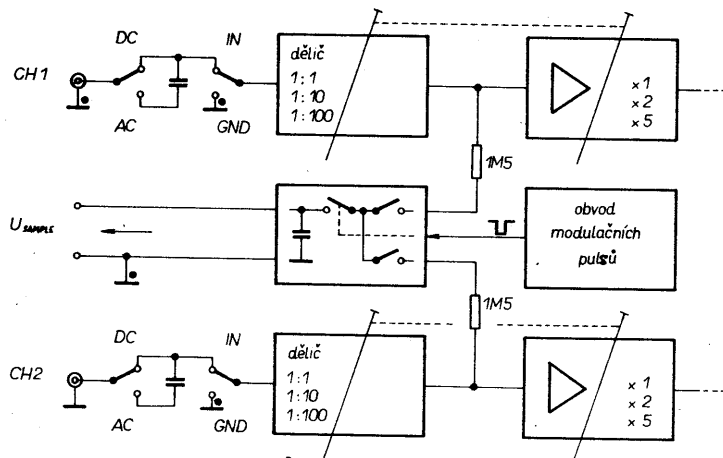 DC
IN
CH1
AC
GND
dělič
1:1
1:10
1:100
×1
×2
×5
1M5
U SAMPLE
obvod
modulačních
pulsů
1M5
DC
IN
CH2
AC
GND
dělič
1:1
1:10
1:100
×1
×2
×5